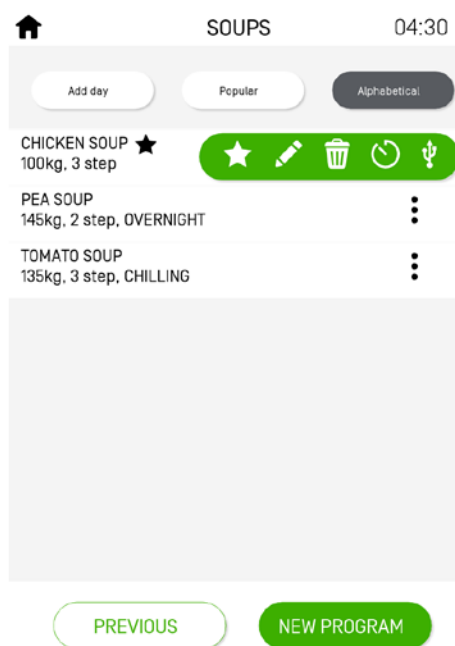 SOUPS
04:30
Add day
Popular
Alphabetical
CHICKEN SOUP
100kg, 3 step
PEA SOUP
145kg, 2 step, OVERNIGHT
TOMATO SOUP
135kg, 3 step, CHILLING
PREVIOUS
NEW PROGRAM